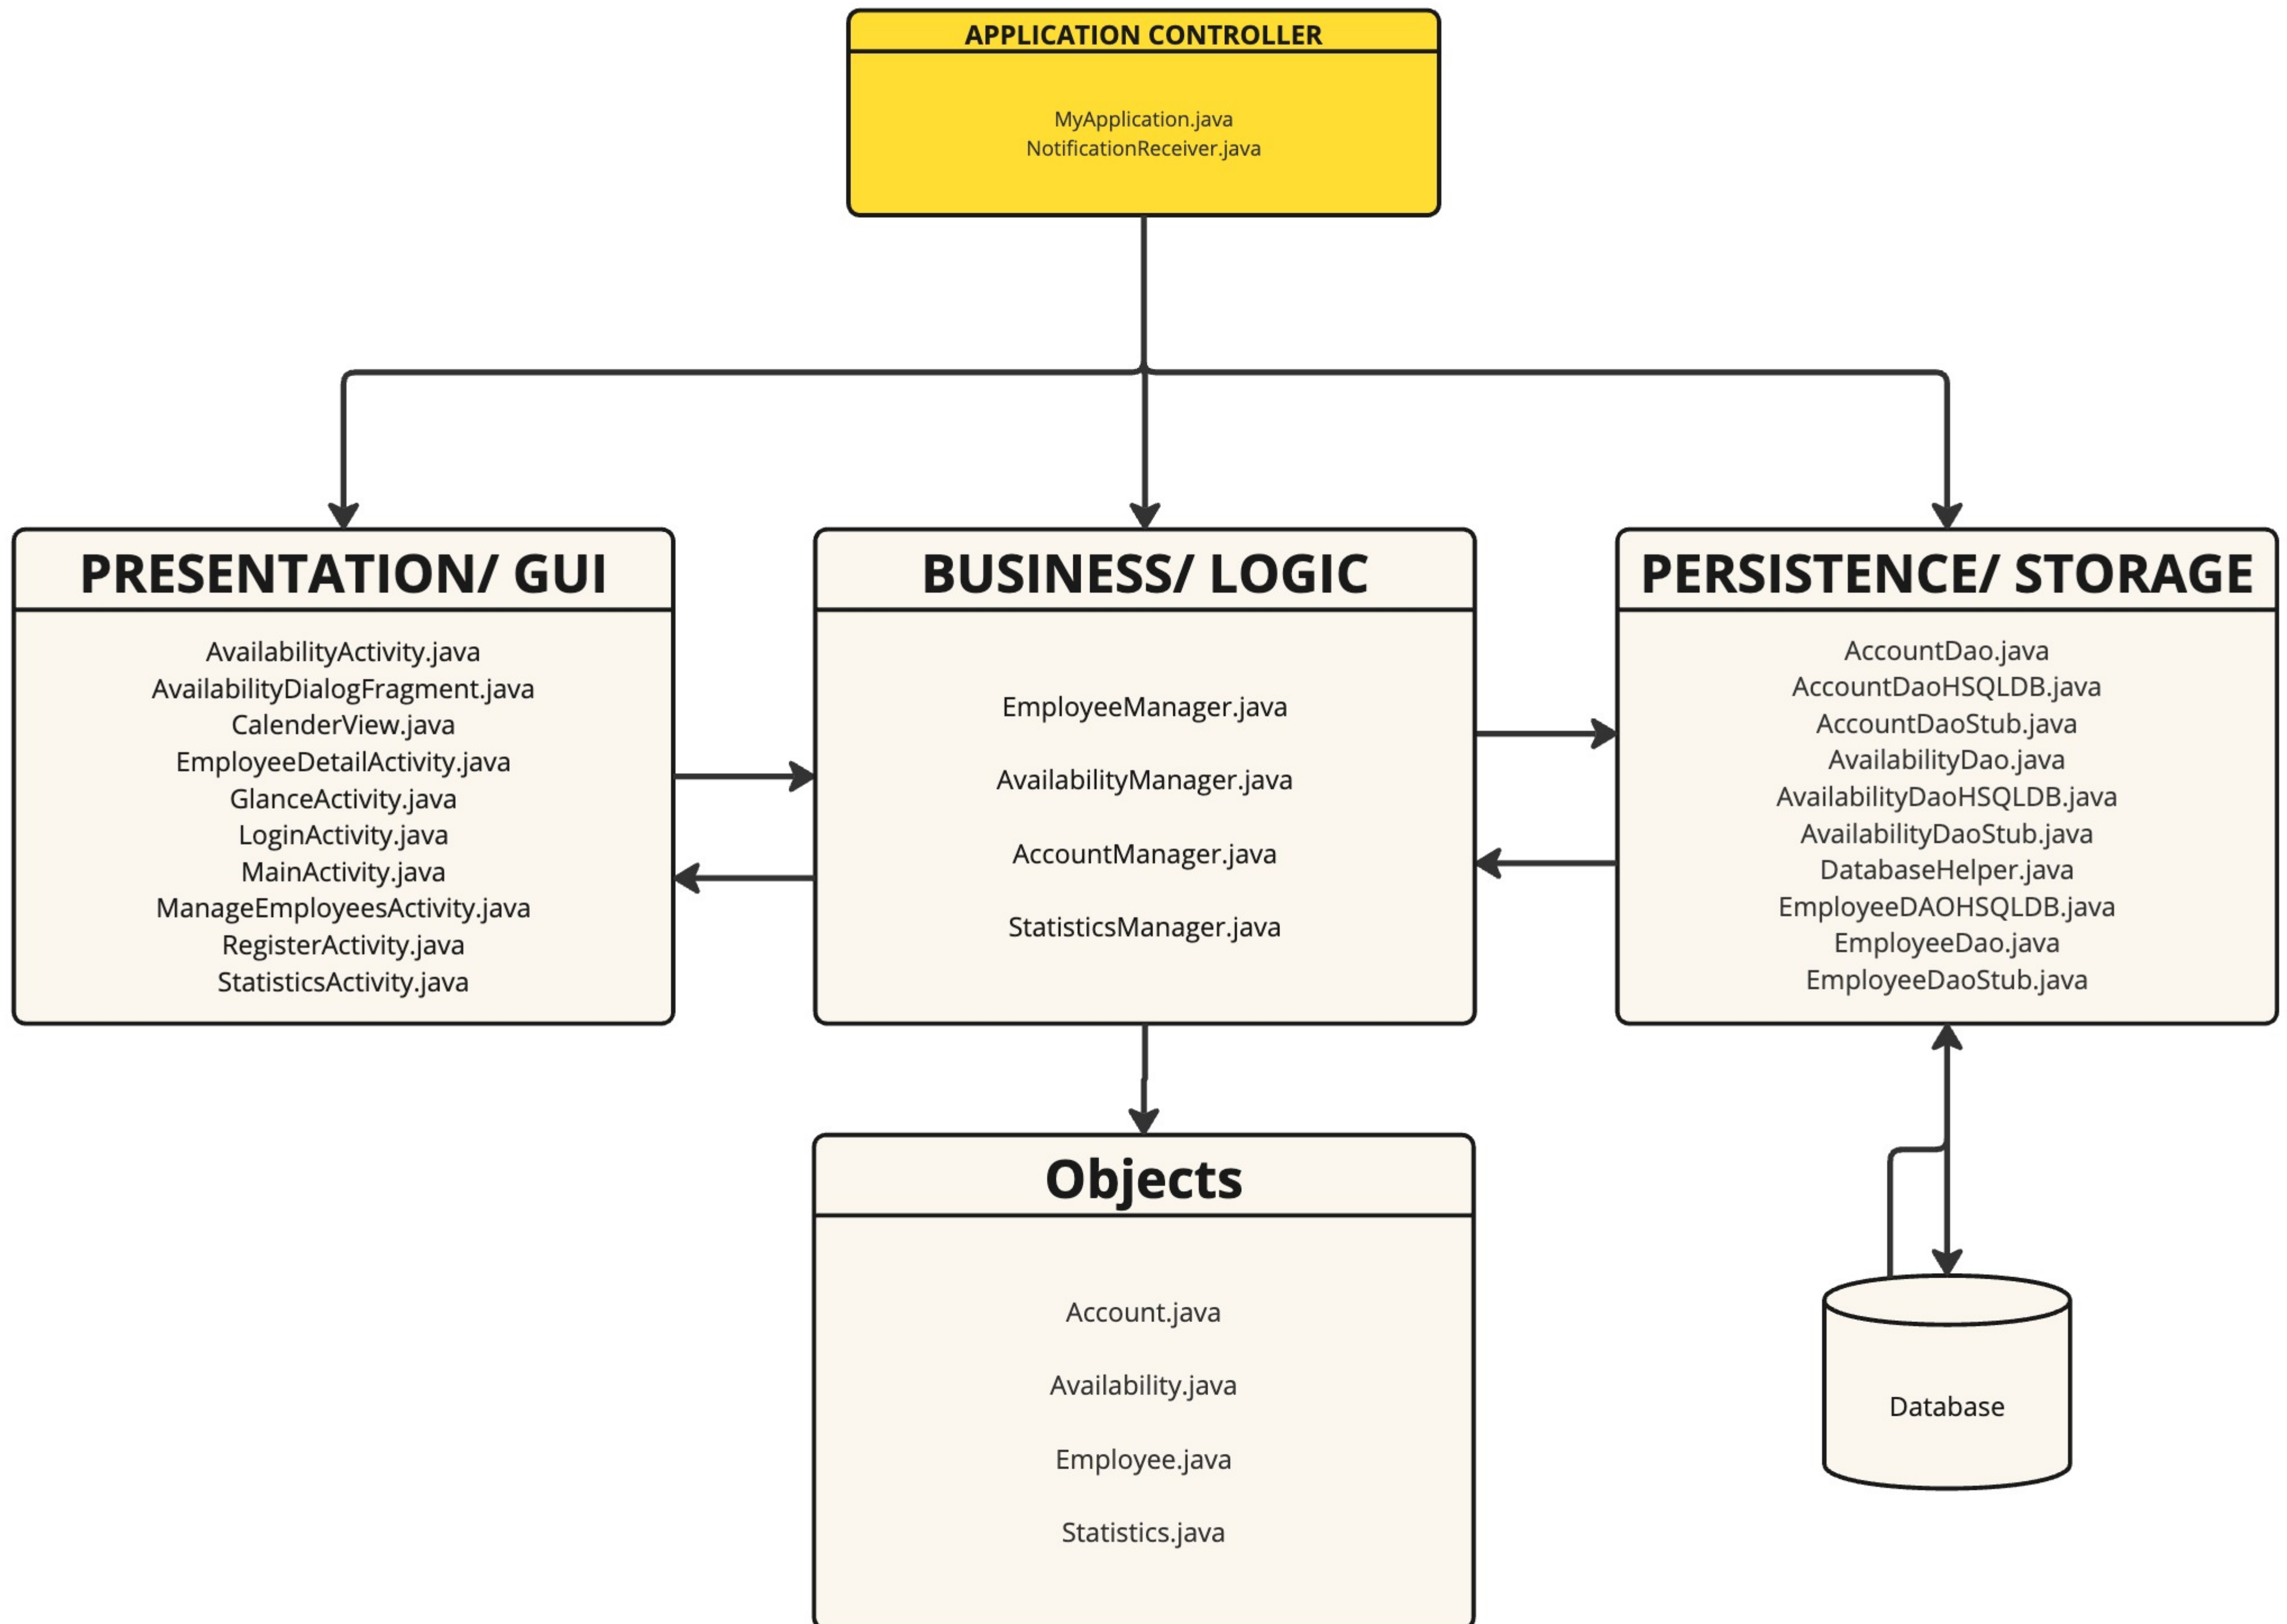 APPLICATION CONTROLLER
MyApplication.java
NotificationReceiver.java
PRESENTATION/ GUI
AvailabilityActivity.java
AvailabilityDialogFragment.java
CalenderView.java
EmployeeDetailActivity.java
GlanceActivity.java
LoginActivity.java
MainActivity.java
ManageEmployeesActivity.java
RegisterActivity.java
StatisticsActivity.java
BUSINESS/ LOGIC
EmployeeManager.java
AvailabilityManager.java
AccountManager.java
StatisticsManager.java
PERSISTENCE/ STORAGE
AccountDao.java
AccountDaoHSQLDB.java
AccountDaoStub.java
AvailabilityDao.java
AvailabilityDaoHSQLDB.java
AvailabilityDaoStub.java
DatabaseHelper.java
EmployeeDAOHSQLDB.java
EmployeeDao.java
EmployeeDaoStub.java
Objects
Account.java
Availability.java
Employee.java
Statistics.java
Database